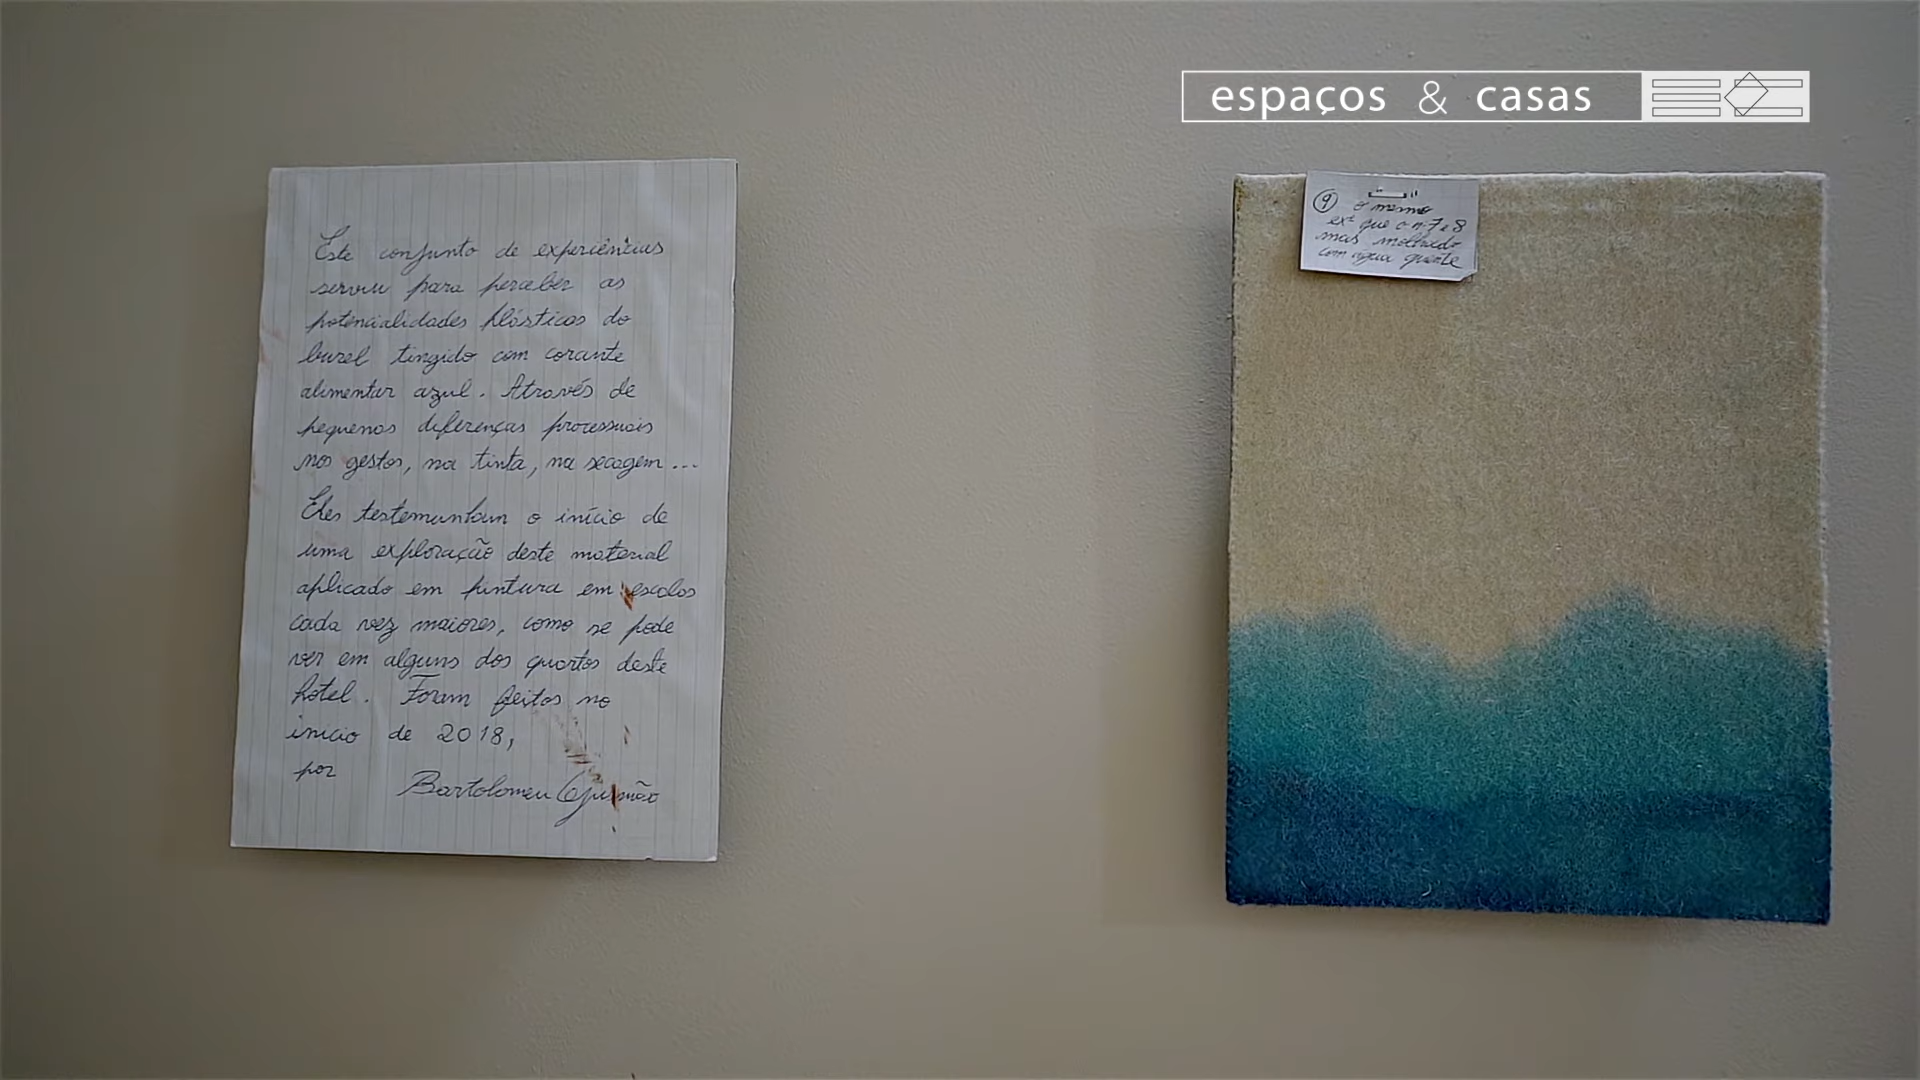 espaços & casas
Este conjunto de experiências
serviu para perceber as
potencialidades plásticas do
burel tingido com corante
alimentar azul. Através de
pequenas diferenças processuais
nos gestos, na tinta, na secagem...
Eles testemunham o início de
uma exploração deste material
aplicado em pintura em escalas
cada vez maiores, como se pode
ver em alguns dos quartos deste
hotel. Foram feitos no
inicio de 2018,
por
Bartolomeu Gusmão
9 o mesmo
que o nº 7 e 8
mas molhado
com água quente